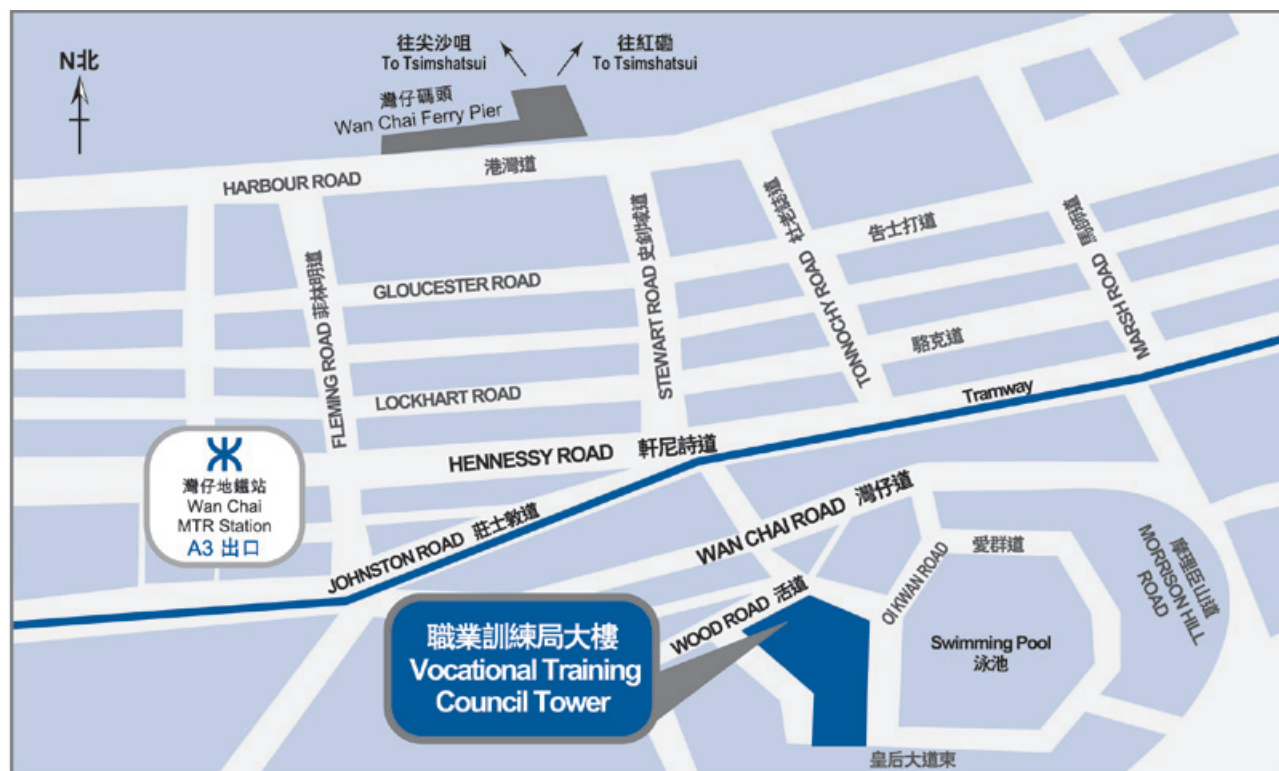 N北
往尖沙咀
To Tsimshatsui
往紅磡
To Tsimshatsui
灣仔碼頭
Wan Chai Ferry Pier
HARBOUR ROAD
港灣道
FLEMING ROAD 菲林明道
STEWART ROAD 史釗域道
TONNOCHY ROAD 杜老誌道
MARSH ROAD 馬師道
GLOUCESTER ROAD
告士打道
LOCKHART ROAD
駱克道
HENNESSY ROAD 軒尼詩道
Tramway
灣仔地鐵站
Wan Chai
MTR Station
A3 出口
JOHNSTON ROAD 莊士敦道
WAN CHAI ROAD 灣仔道
WOOD ROAD 活道
OI KWAN ROAD
愛群道
摩理臣山道
MORRISON HILL
ROAD
Swimming Pool
泳池
職業訓練局大樓
Vocational Training
Council Tower
皇后大道東